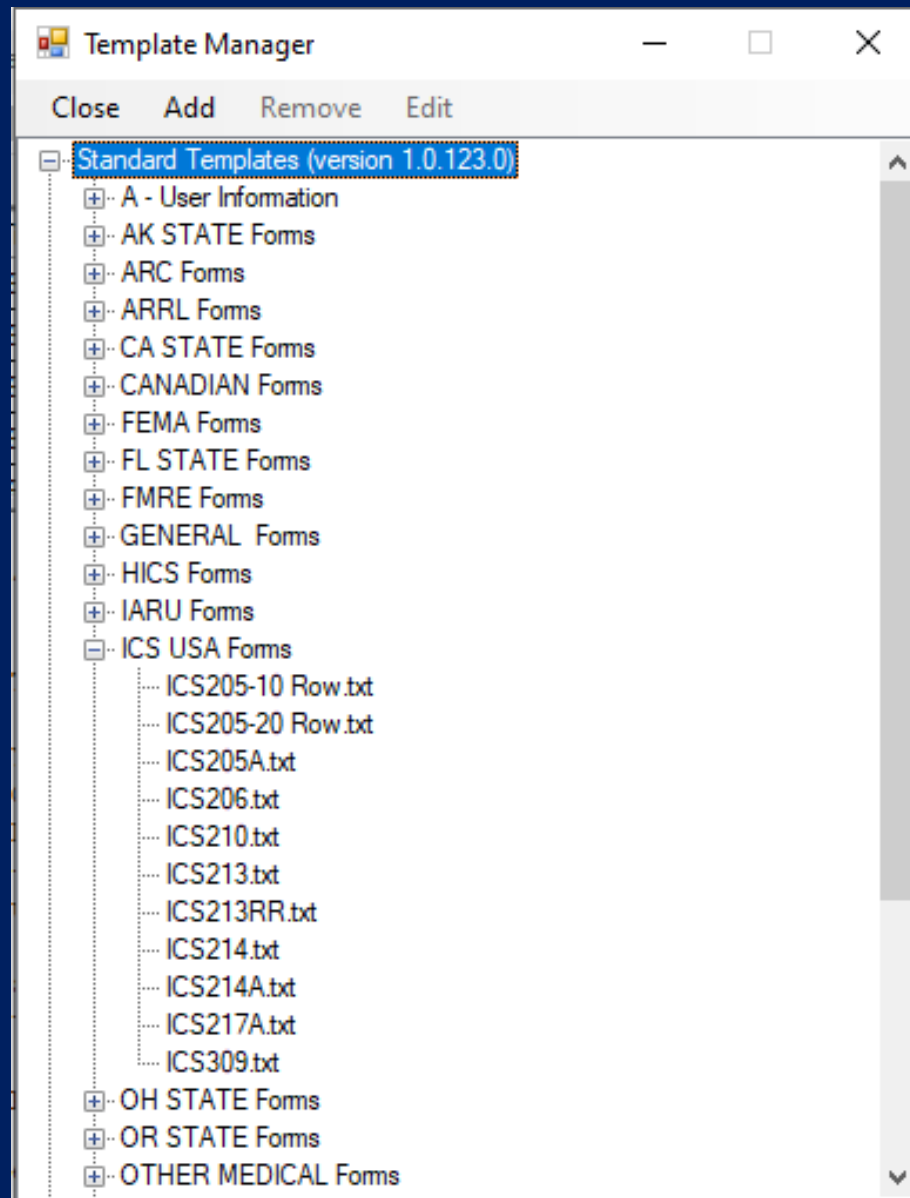 Template Manager
Close Add Remove Edit
Standard Templates (version 1.0.123.0)
A - User Information
AK STATE Forms
ARC Forms
ARRL Forms
CA STATE Forms
CANADIAN Forms
FEMA Forms
FL STATE Forms
FMRE Forms
GENERAL  Forms
HICS Forms
IARU Forms
ICS USA Forms
ICS205-10 Row.txt
ICS205-20 Row.txt
ICS205A.txt
ICS206.txt
ICS210.txt
ICS213.txt
ICS213RR.txt
ICS214.txt
ICS214A.txt
ICS217A.txt
ICS309.txt
OH STATE Forms
OR STATE Forms
OTHER MEDICAL Forms